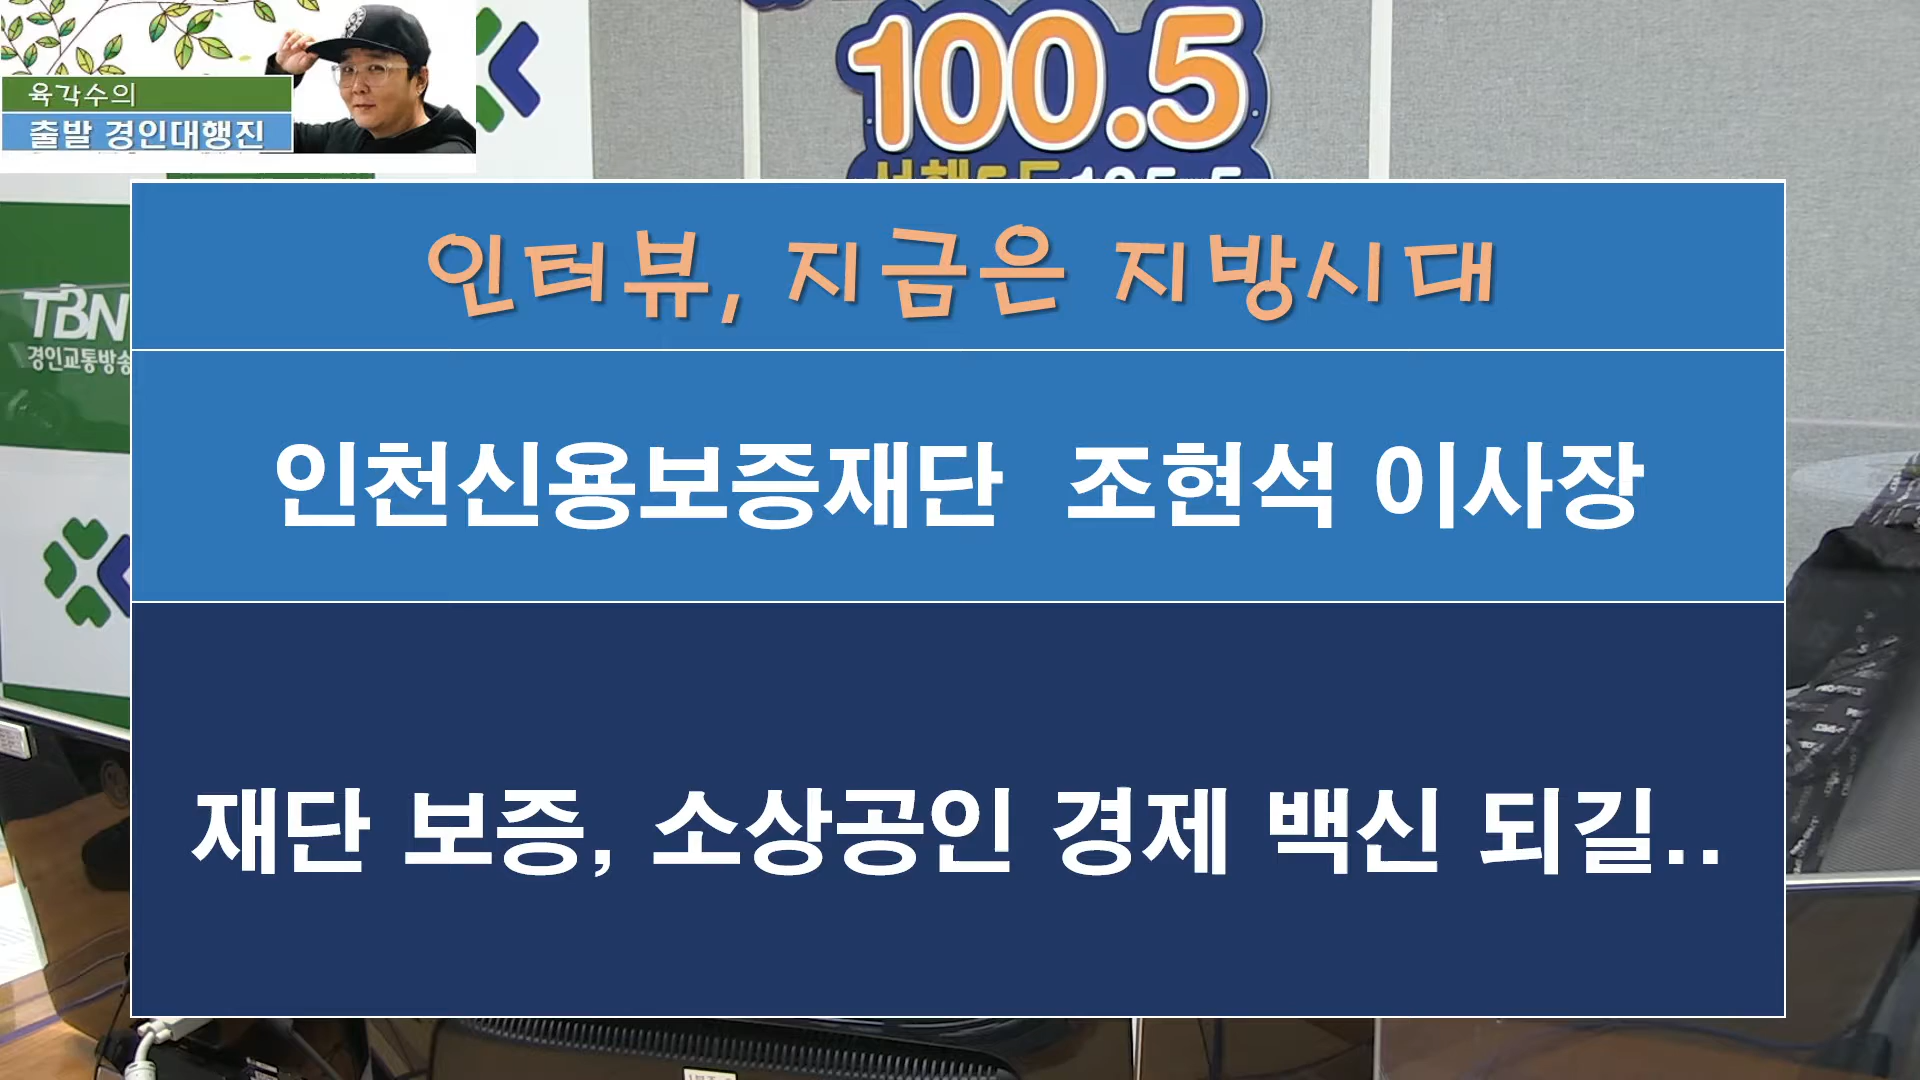 육각수의
출발 경인대행진
100.5
TBN
경인교통방송
인터뷰, 지금은 지방시대
인천신용보증재단 조현석 이사장
재단 보증, 소상공인 경제 백신 되길..